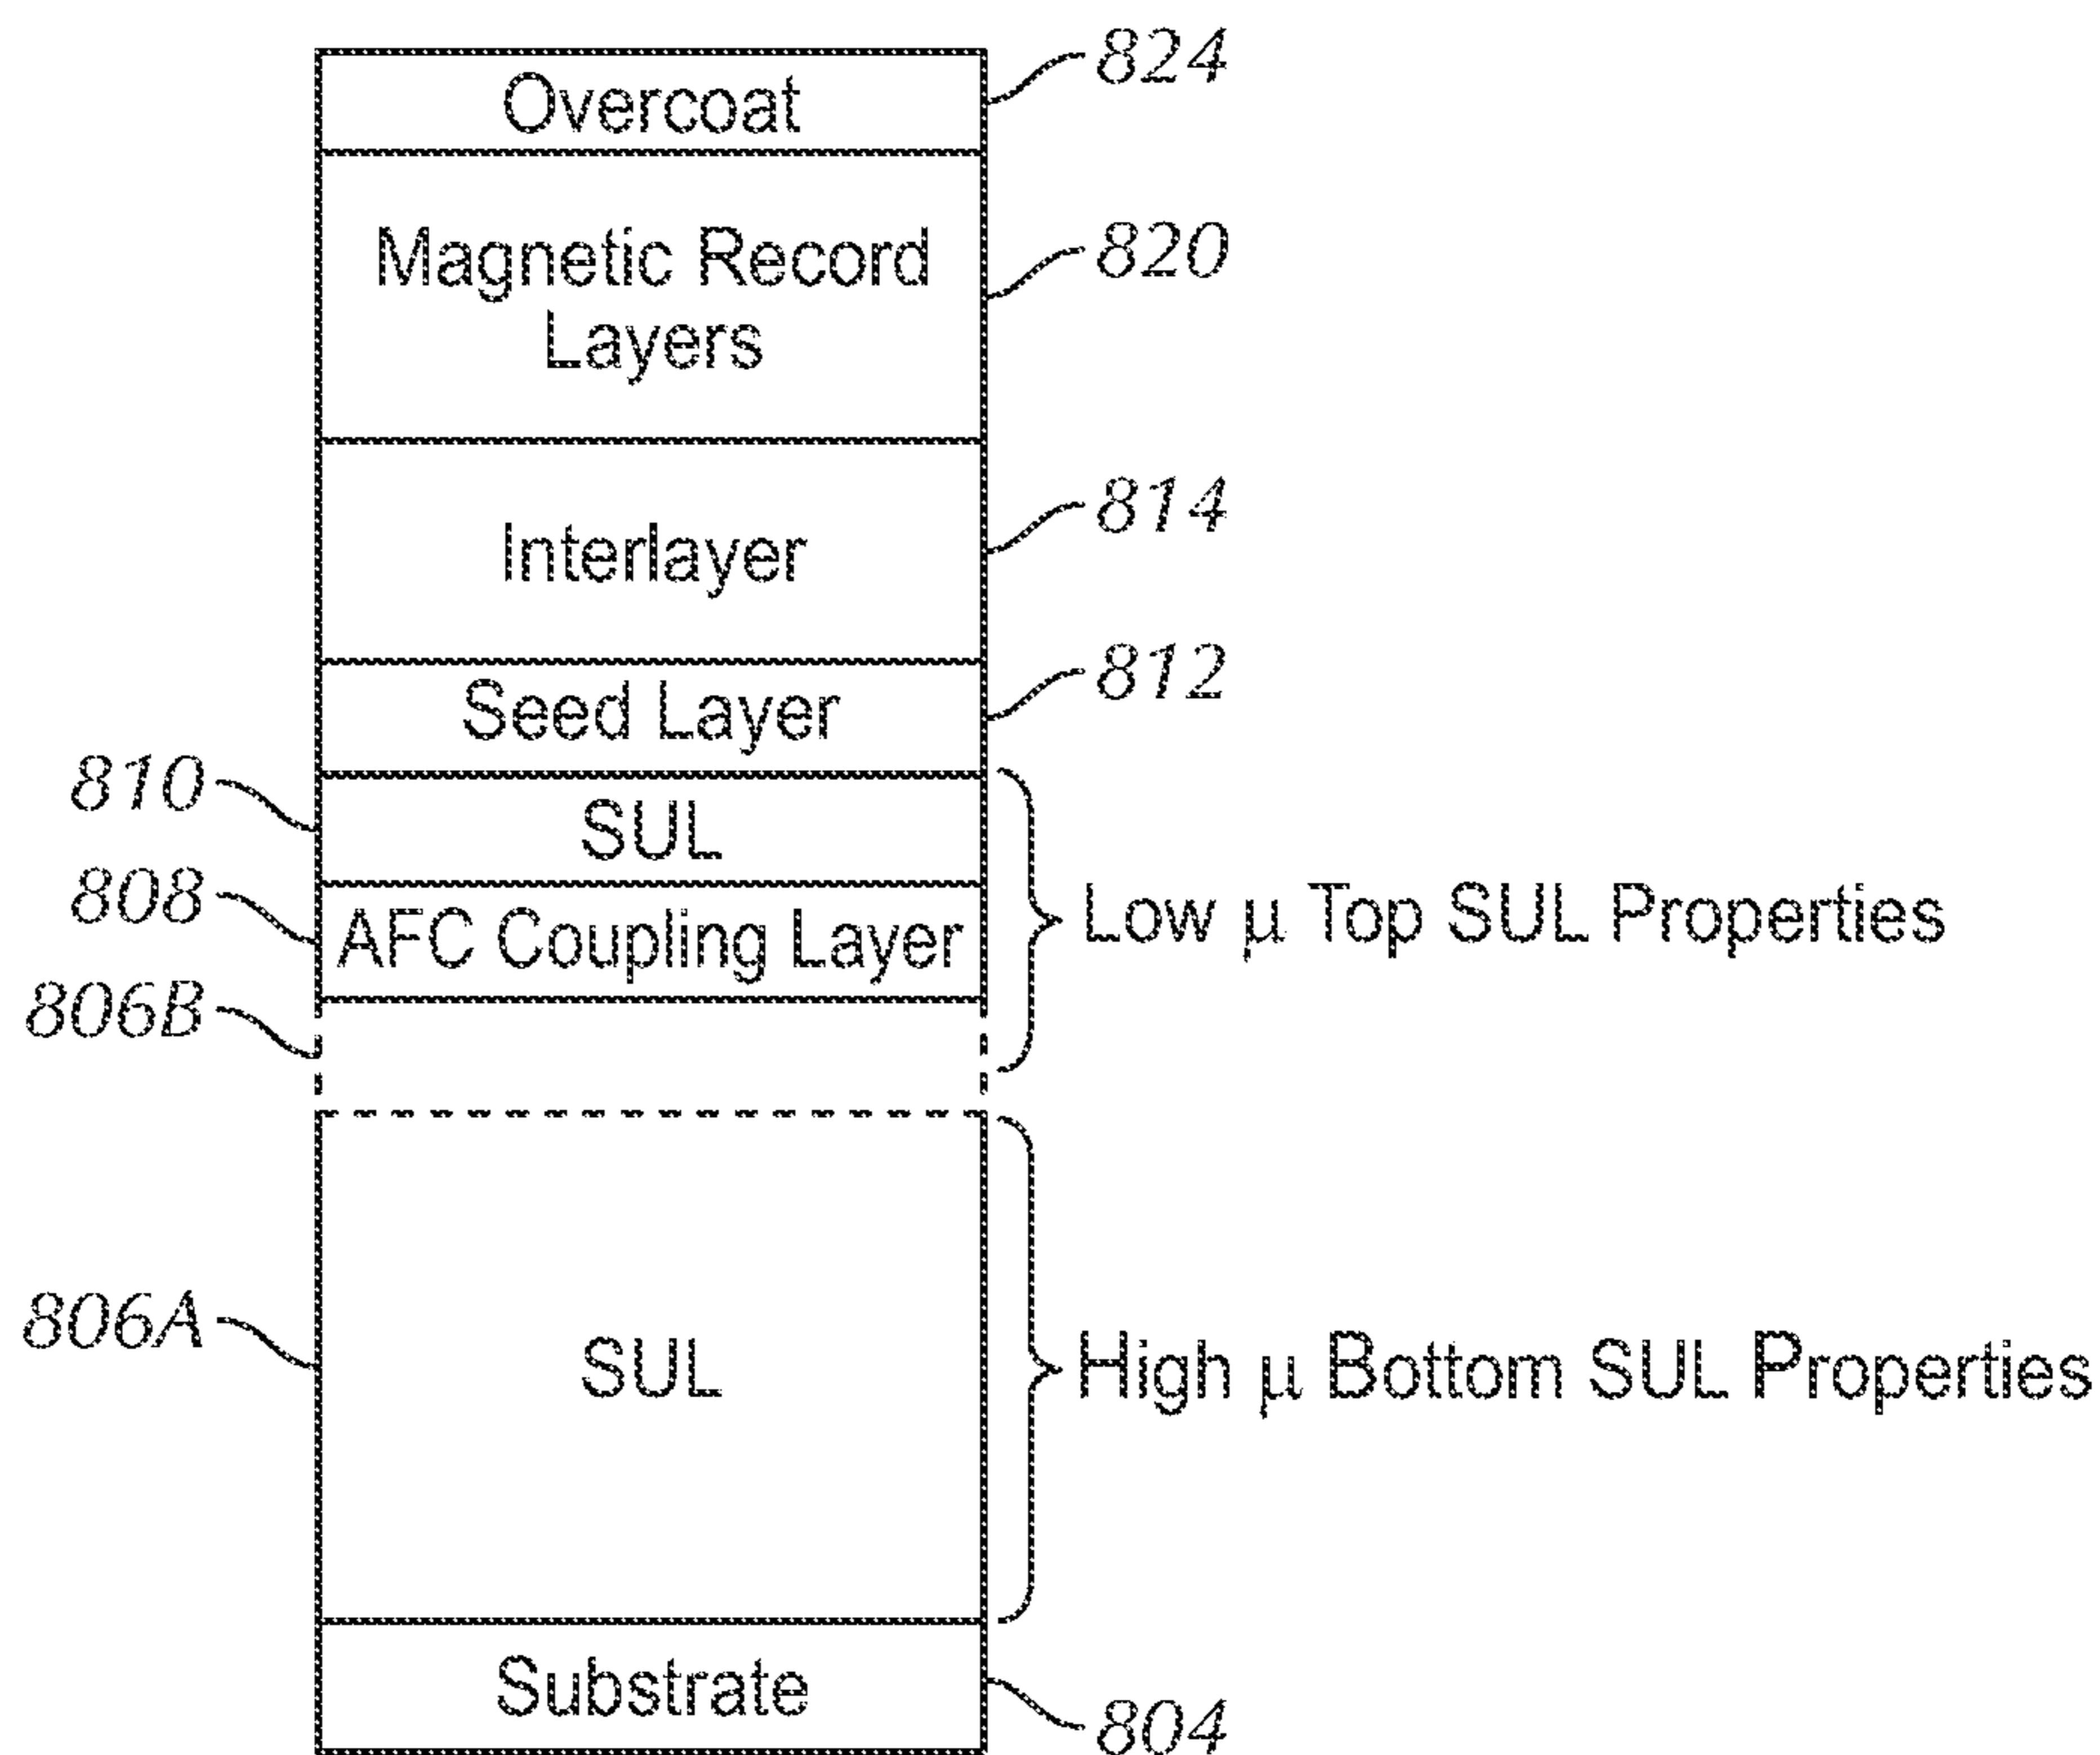 Overcoat
824
Magnetic Record
Layers
820
Interlayer
814
Seed Layer
812
810
SUL
808
AFC Coupling Layer
Low μ Top SUL Properties
806B
806A
SUL
High μ Bottom SUL Properties
Substrate
804